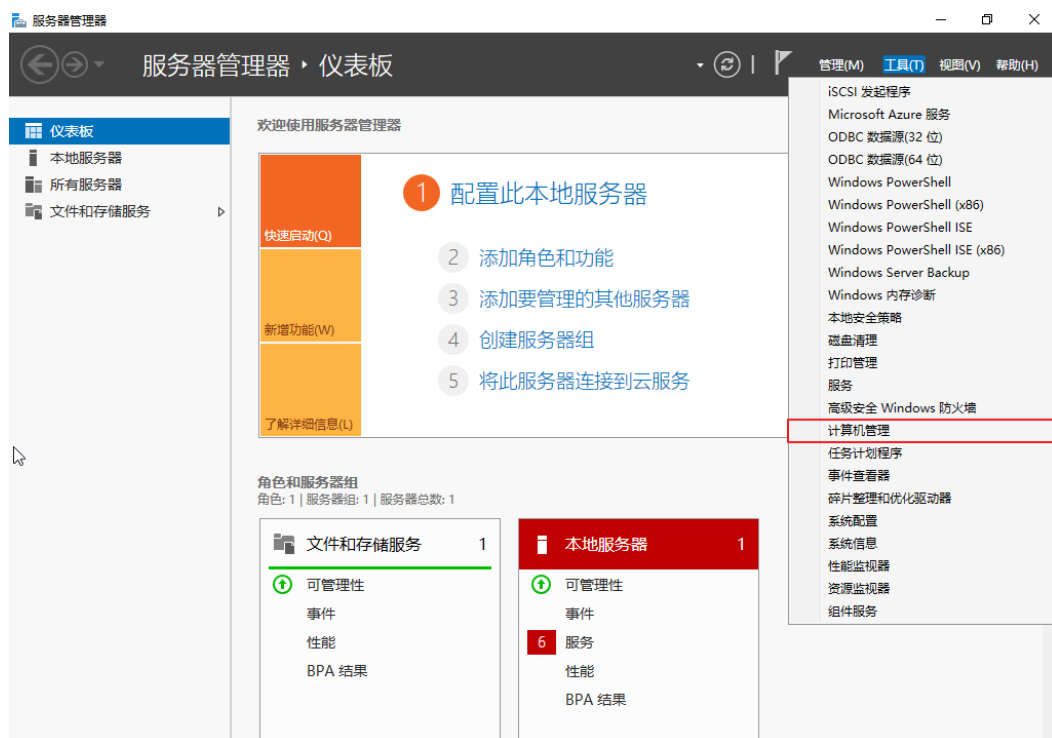 服务器管理器
服务器管理器 · 仪表板
管理(M) 工具(T) 视图(V) 帮助(H)
仪表板
本地服务器
所有服务器
文件和存储服务
欢迎使用服务器管理器
快速启动(Q)
新增功能(W)
了解详细信息(L)
1 配置此本地服务器
2 添加角色和功能
3 添加要管理的其他服务器
4 创建服务器组
5 将此服务器连接到云服务
角色和服务器组
角色: 1 | 服务器组: 1 | 服务器总数: 1
文件和存储服务 1
可管理性
事件
性能
BPA 结果
本地服务器 1
可管理性
事件
6 服务
性能
BPA 结果
iSCSI 发起程序
Microsoft Azure 服务
ODBC 数据源(32 位)
ODBC 数据源(64 位)
Windows PowerShell
Windows PowerShell (x86)
Windows PowerShell ISE
Windows PowerShell ISE (x86)
Windows Server Backup
Windows 内存诊断
本地安全策略
磁盘清理
打印管理
服务
高级安全 Windows 防火墙
计算机管理
任务计划程序
事件查看器
碎片整理和优化驱动器
系统配置
系统信息
性能监视器
资源监视器
组件服务